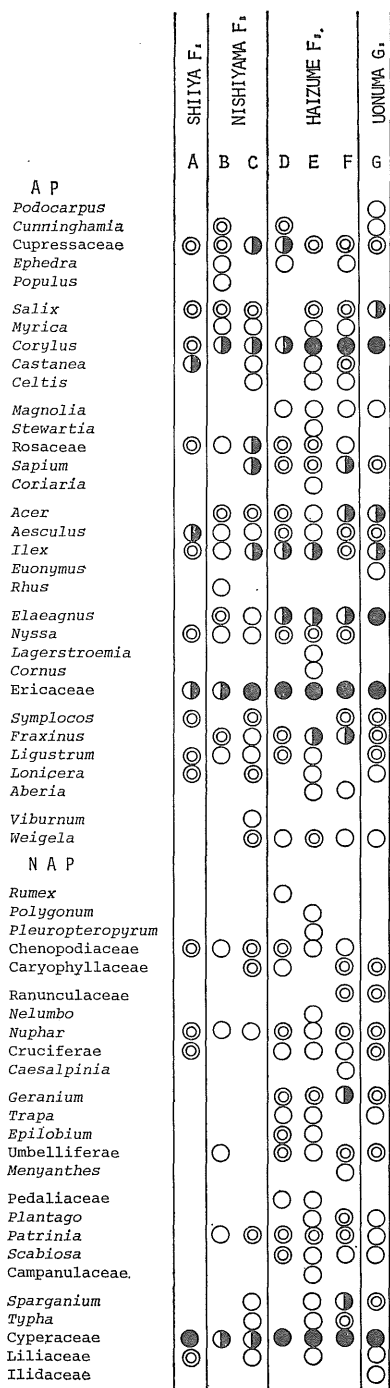 SHIIYA F.
NISHIYAMA F.
HAIZUME F.
UONUMA G.
A B C D E F G
A P
Podocarpus
Cunninghamia
Cupressaceae
Ephedra
Populus
Salix
Myrica
Corylus
Castanea
Celtis
Magnolia
Stewartia
Rosaceae
Sapium
Coriaria
Acer
Aesculus
Ilex
Euonymus
Rhus
Elaeagnus
Nyssa
Lagerstroemia
Cornus
Ericaceae
Symplocos
Fraxinus
Ligustrum
Lonicera
Aberia
Viburnum
Weigela
N A P
Rumex
Polygonum
Pleuropteropyrum
Chenopodiaceae
Caryophyllaceae
Ranunculaceae
Nelumbo
Nuphar
Cruciferae
Caesalpinia
Geranium
Trapa
Epilobium
Umbelliferae
Menyanthes
Pedaliaceae
Plantago
Patrinia
Scabiosa
Campanulaceae.
Sparganium
Typha
Cyperaceae
Liliaceae
Ilidaceae